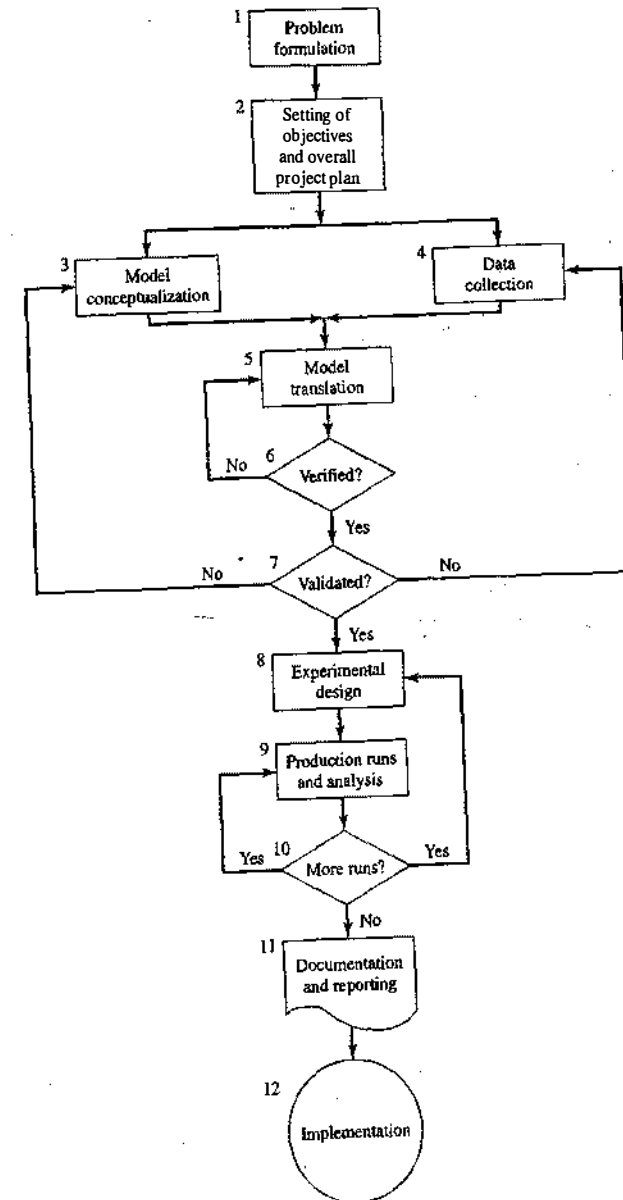 1
Problem
formulation
2
Setting of
objectives
and overall
project plan
3
Model
conceptualization
4
Data
collection
5
Model
translation
6
Verified?
No
Yes
7
Validated?
No
No
Yes
8
Experimental
design
9
Production runs
and analysis
10
More runs?
Yes
Yes
No
11
Documentation
and reporting
12
Implementation